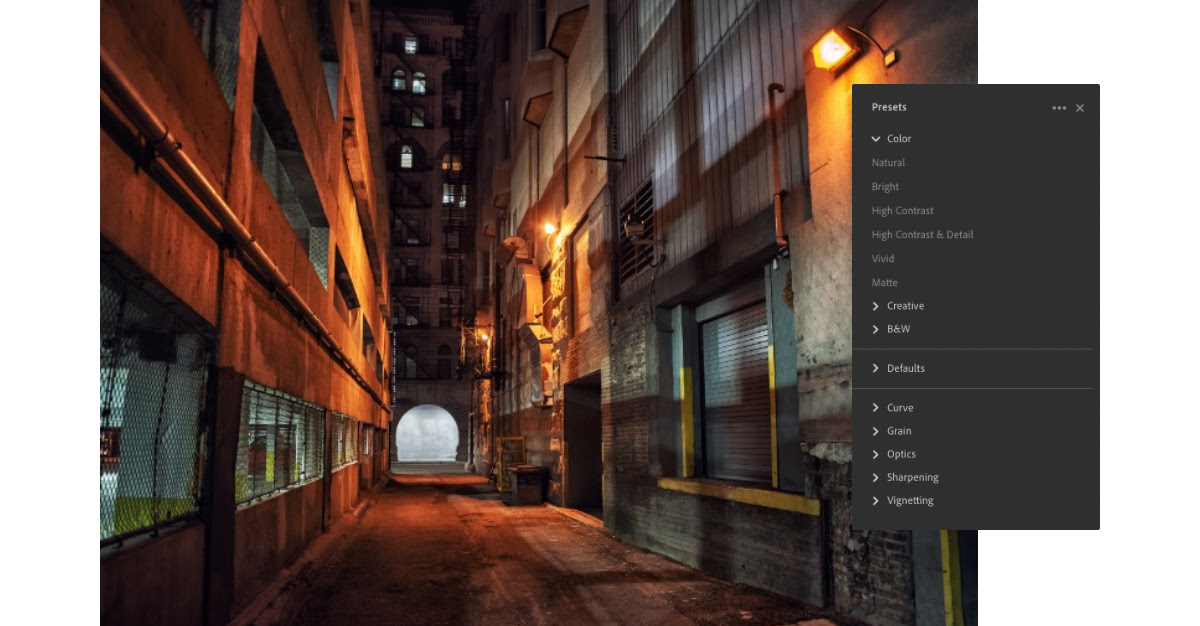 Presets
Color
Natural
Bright
High Contrast
High Contrast & Detail
Vivid
Matte
Creative
B&W
Defaults
Curve
Grain
Optics
Sharpening
Vignetting